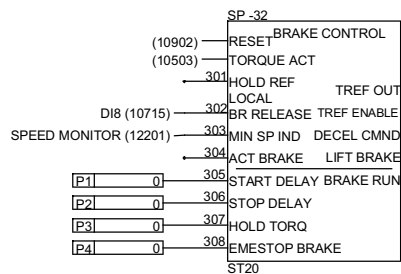 SP -32
BRAKE CONTROL
(10902) RESET
(10503) TORQUE ACT
301 HOLD REF TREF OUT
LOCAL
DI8 (10715) 302 BR RELEASE TREF ENABLE
SPEED MONITOR (12201) 303 MIN SP IND DECEL CMND
304 ACT BRAKE LIFT BRAKE
P1 0 305 START DELAY BRAKE RUN
P2 0 306 STOP DELAY
P3 0 307 HOLD TORQ
P4 0 308 EMESTOP BRAKE
ST20